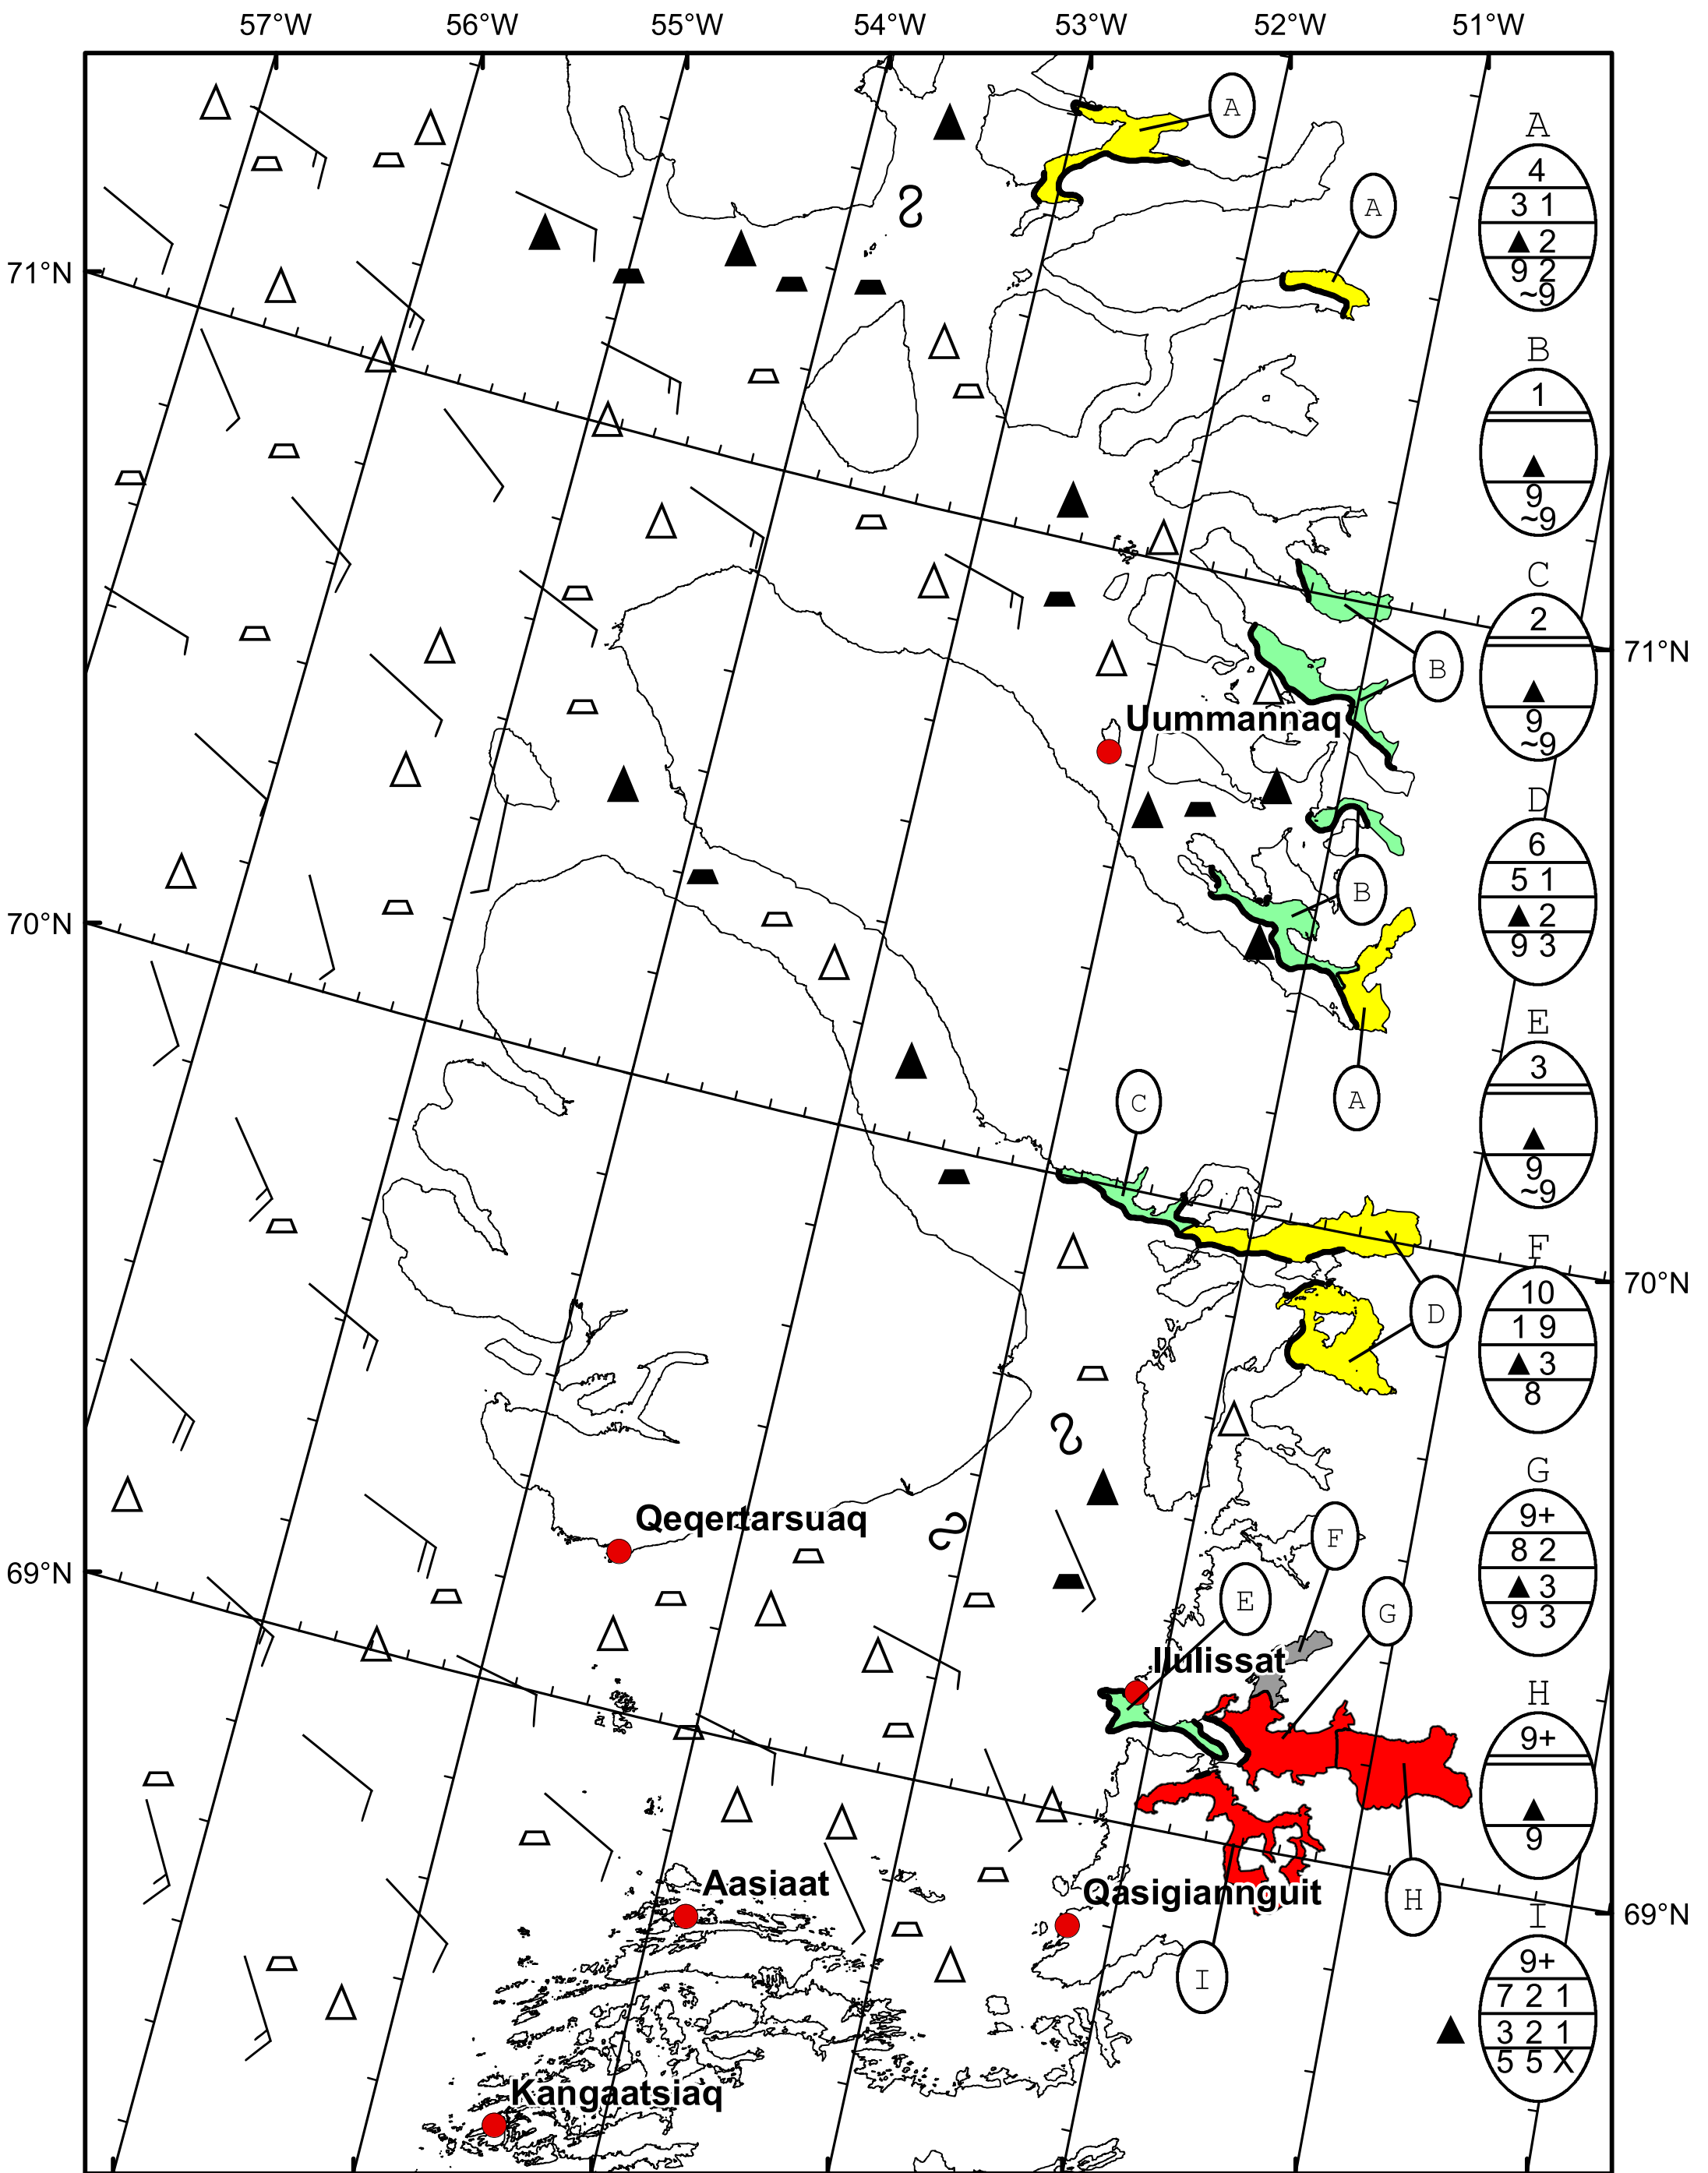 57°W 56°W 55°W 54°W 53°W 52°W 51°W
A
A
4
3 1
▲ 2
9 2
~9
A
71°N
B
1
▲
9
~9
C
2
▲
9
~9
71°N
B
Uummannaq
D
6
5 1
▲ 2
9 3
B
70°N
A
C
E
3
▲
9
~9
F
10
1 9
▲ 3
8
70°N
D
G
9+
8 2
▲ 3
9 3
Qeqertarsuaq
F
69°N
E
G
Ilulissat
H
9+
▲
9
Aasiaat
Qasigiannguit
H
69°N
I
I
9+
7 2 1
▲ 3 2 1
5 5 X
Kangaatsiaq